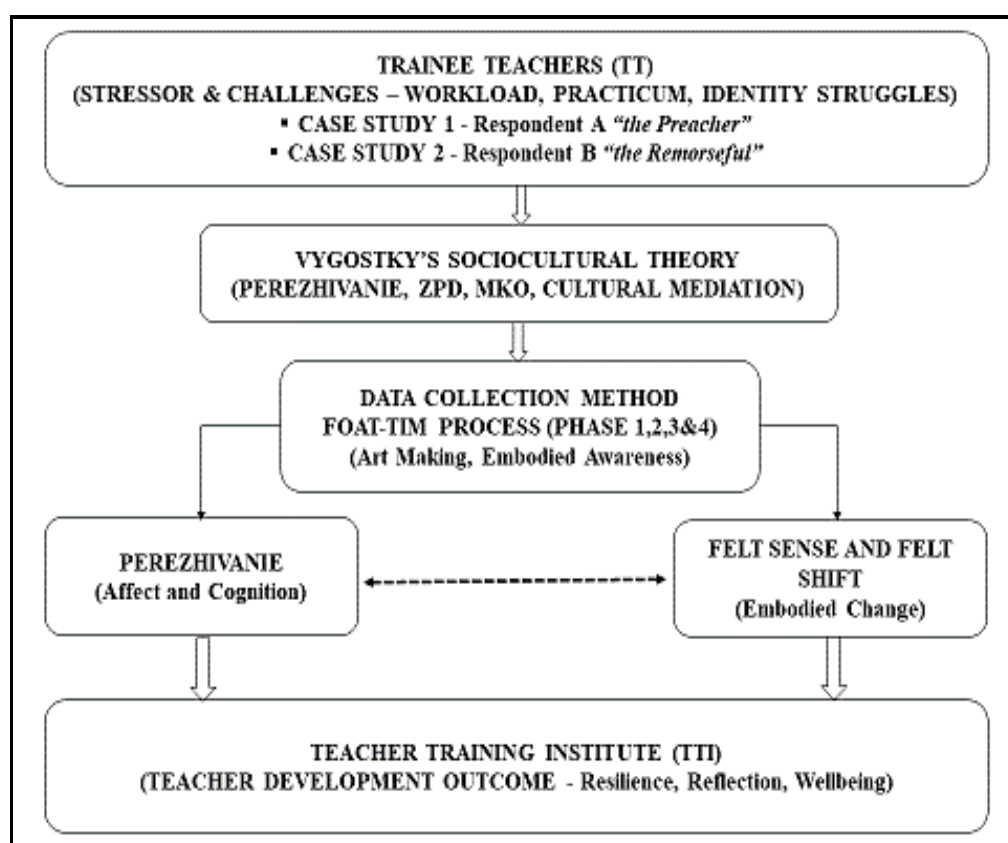 TRAINEE TEACHERS (TT)
(STRESSOR & CHALLENGES – WORKLOAD, PRACTICUM, IDENTITY STRUGGLES)
▪ CASE STUDY 1 - Respondent A “the Preacher”
▪ CASE STUDY 2 - Respondent B “the Remorseful”
VYGOSTKY’S SOCIOCULTURAL THEORY
(PEREZHIVANIE, ZPD, MKO, CULTURAL MEDIATION)
DATA COLLECTION METHOD
FOAT-TIM PROCESS (PHASE 1,2,3&4)
(Art Making, Embodied Awareness)
PEREZHIVANIE
(Affect and Cognition)
FELT SENSE AND FELT
SHIFT
(Embodied Change)
TEACHER TRAINING INSTITUTE (TTI)
(TEACHER DEVELOPMENT OUTCOME - Resilience, Reflection, Wellbeing)